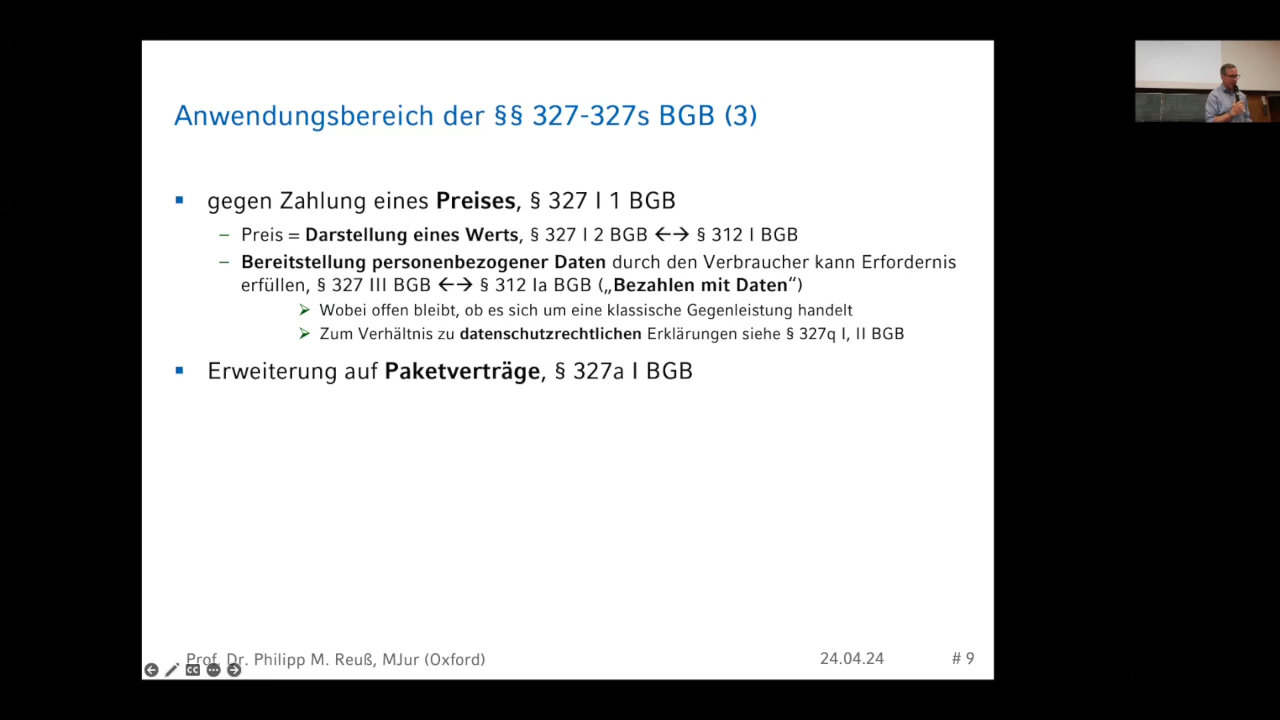 Anwendungsbereich der §§ 327-327s BGB (3)
▪ gegen Zahlung eines Preises, § 327 I 1 BGB
– Preis = Darstellung eines Werts, § 327 I 2 BGB ←→ § 312 I BGB
– Bereitstellung personenbezogener Daten durch den Verbraucher kann Erfordernis
erfüllen, § 327 III BGB ←→ § 312 Ia BGB („Bezahlen mit Daten“)
➢ Wobei offen bleibt, ob es sich um eine klassische Gegenleistung handelt
➢ Zum Verhältnis zu datenschutzrechtlichen Erklärungen siehe § 327q I, II BGB
▪ Erweiterung auf Paketverträge, § 327a I BGB
Prof. Dr. Philipp M. Reuß, MJur (Oxford) 24.04.24 # 9
CC